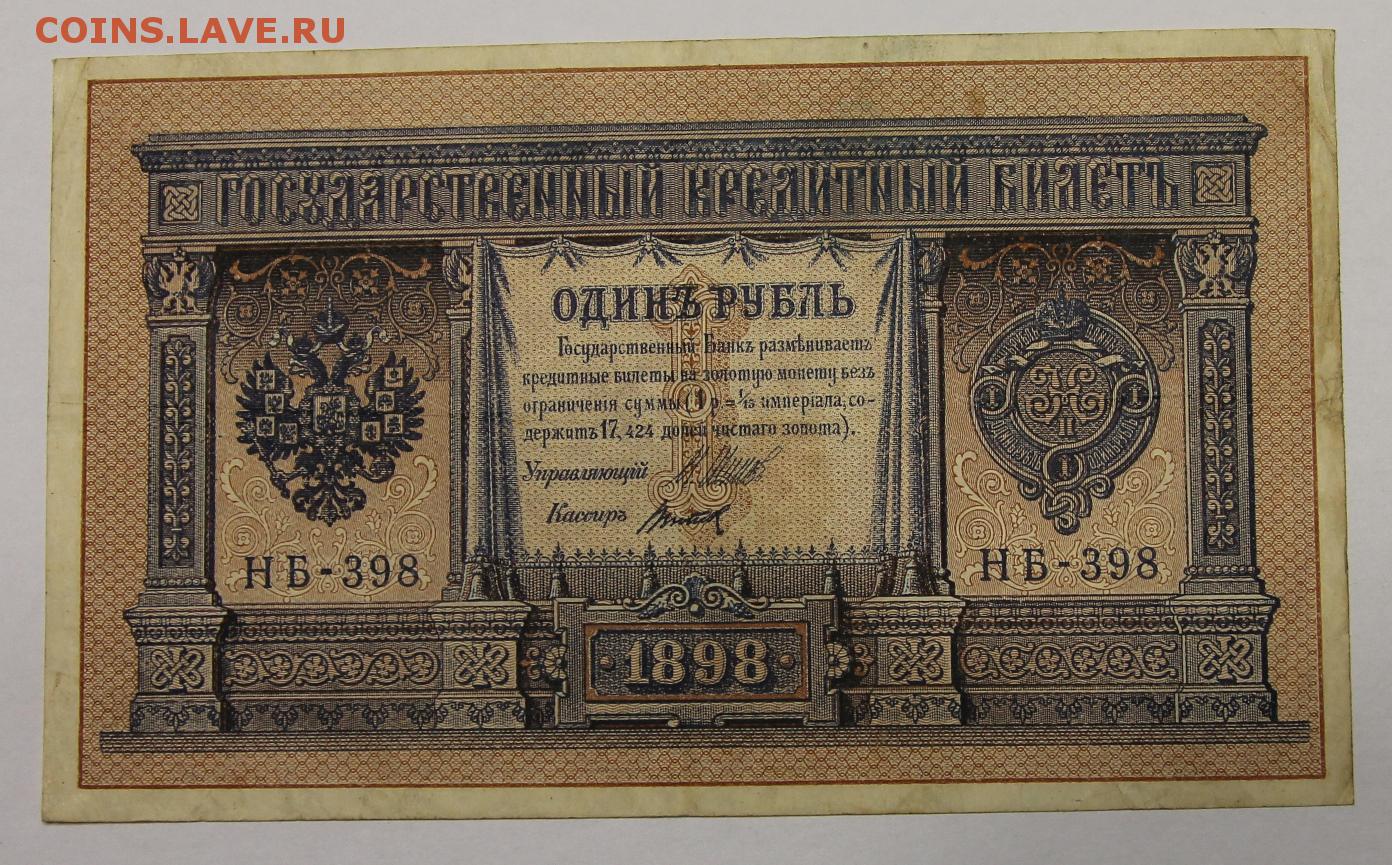 COINS.LAVE.RU
ГОСУДАРСТВЕННЫЙ КРЕДИТНЫЙ БИЛЕТЪ
ОДИНЪ РУБЛЬ
Государственный Банкъ размѣниваетъ
кредитные билеты на золотую монету безъ
ограниченія суммы (1 р = 1/15 имперіала, со-
держитъ 17,424 долей чистаго золота).
Управляющій
Кассиръ
НБ-398
НБ-398
1898